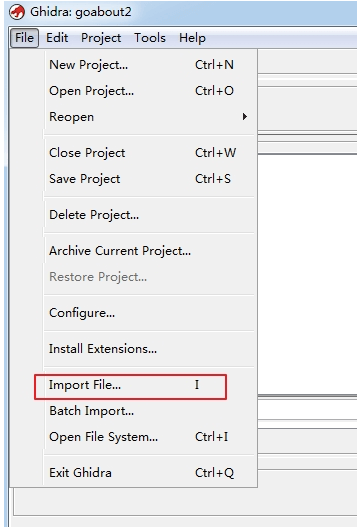 Ghidra: goabout2
File Edit Project Tools Help
New Project... Ctrl+N
Open Project... Ctrl+O
Reopen
Close Project Ctrl+W
Save Project Ctrl+S
Delete Project...
Archive Current Project...
Restore Project...
Configure...
Install Extensions...
Import File... I
Batch Import...
Open File System... Ctrl+I
Exit Ghidra Ctrl+Q